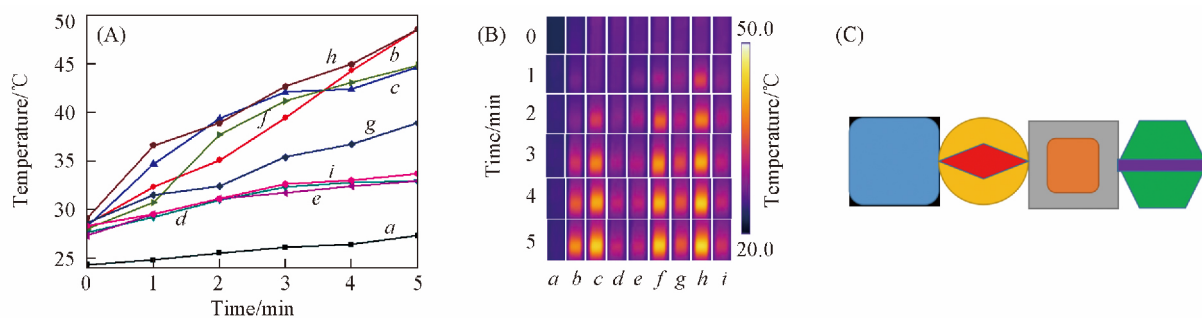 (A)
50
45
40
35
30
25
Temperature/℃
0 1 2 3 4 5
Time/min
h
b
c
f
g
i
e
d
a
(B)
0
1
2
3
4
5
Time/min
a b c d e f g h i
50.0
20.0
Temperature/℃
(C)